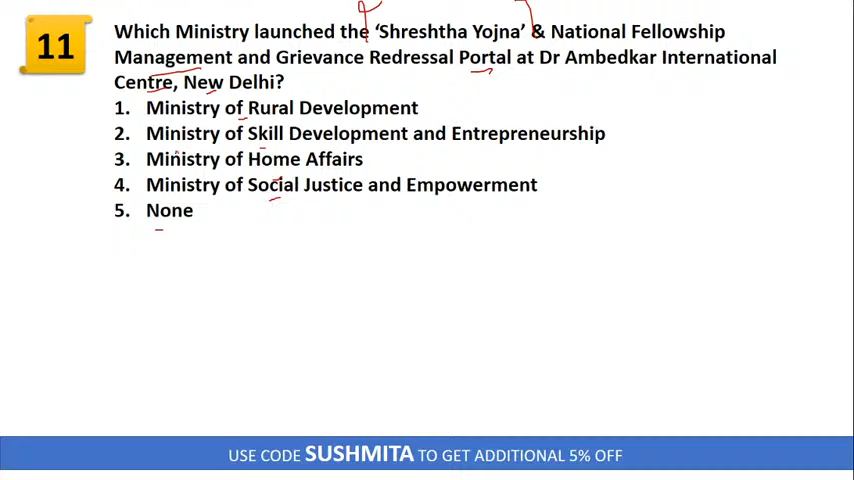 11
Which Ministry launched the ‘Shreshtha Yojna’ & National Fellowship
Management and Grievance Redressal Portal at Dr Ambedkar International
Centre, New Delhi?
1. Ministry of Rural Development
2. Ministry of Skill Development and Entrepreneurship
3. Ministry of Home Affairs
4. Ministry of Social Justice and Empowerment
5. None
USE CODE SUSHMITA TO GET ADDITIONAL 5% OFF